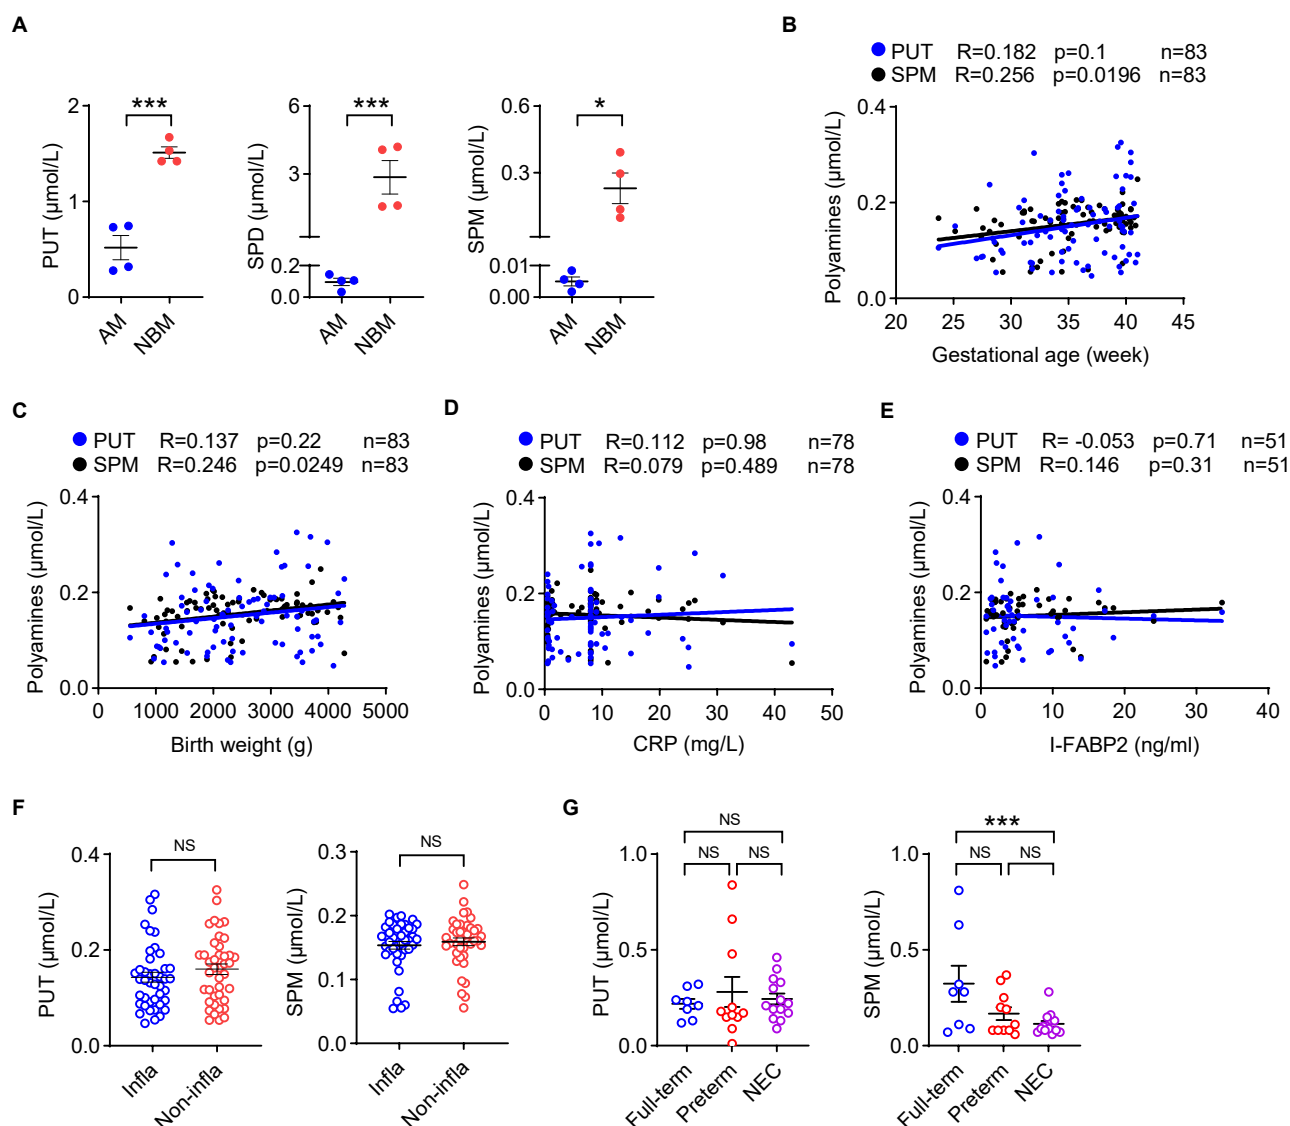 A
PUT (μmol/L)
2
1
0
***
AM
NBM
SPD (μmol/L)
6
3
0.2
0.0
***
AM
NBM
SPM (μmol/L)
0.6
0.3
0.01
0.00
*
AM
NBM
B
PUT R=0.182 p=0.1 n=83
SPM R=0.256 p=0.0196 n=83
Polyamines (μmol/L)
0.4
0.2
0.0
20 25 30 35 40 45
Gestational age (week)
C
PUT R=0.137 p=0.22 n=83
SPM R=0.246 p=0.0249 n=83
Polyamines (μmol/L)
0.4
0.2
0.0
0 1000 2000 3000 4000 5000
Birth weight (g)
D
PUT R=0.112 p=0.98 n=78
SPM R=0.079 p=0.489 n=78
Polyamines (μmol/L)
0.4
0.2
0.0
0 10 20 30 40 50
CRP (mg/L)
E
PUT R= -0.053 p=0.71 n=51
SPM R=0.146 p=0.31 n=51
Polyamines (μmol/L)
0.4
0.2
0.0
0 10 20 30 40
I-FABP2 (ng/ml)
F
PUT (μmol/L)
0.4
0.2
0.0
NS
Infla
Non-infla
SPM (μmol/L)
0.3
0.2
0.1
0.0
NS
Infla
Non-infla
G
PUT (μmol/L)
1.0
0.5
0.0
NS
NS NS
Full-term
Preterm
NEC
SPM (μmol/L)
1.0
0.5
0.0
***
NS NS
Full-term
Preterm
NEC